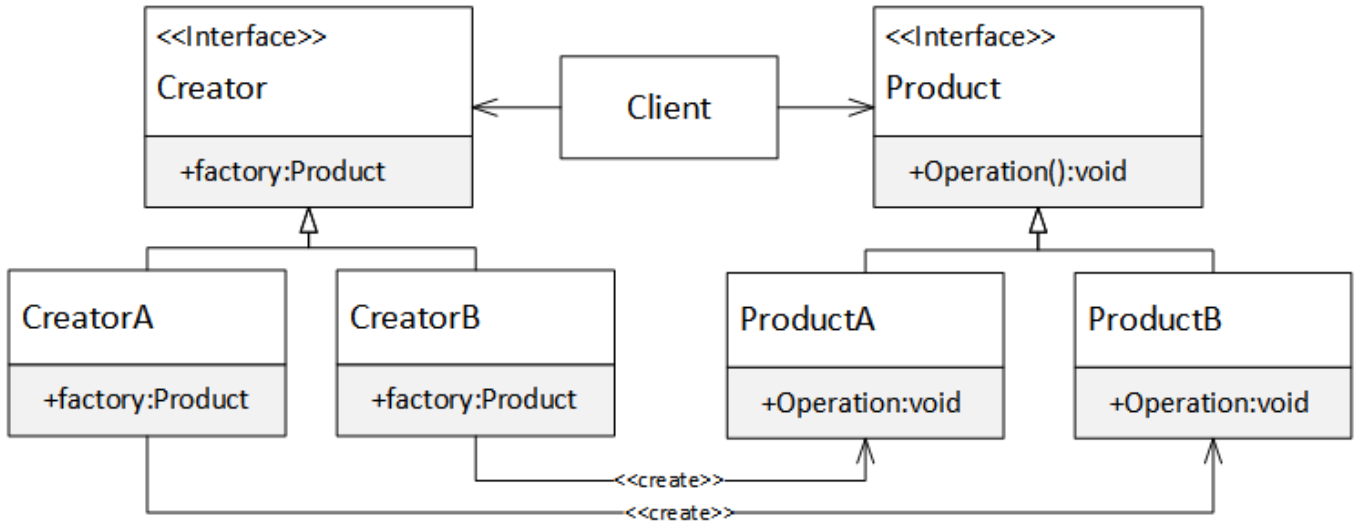 <<Interface>>
Creator
+factory:Product
Client
<<Interface>>
Product
+Operation():void
CreatorA
+factory:Product
CreatorB
+factory:Product
ProductA
+Operation:void
ProductB
+Operation:void
<<create>>
<<create>>